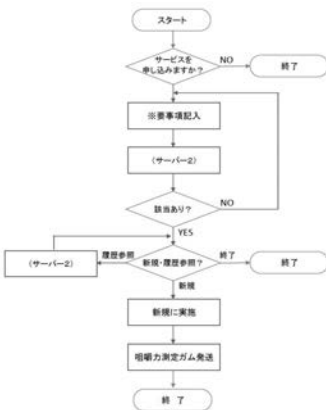 スタート
サービスを
申し込みますか？
NO
終了
※要事項記入
（サーバー2）
該当あり？
NO
YES
履歴参照
（サーバー2）
新規・履歴参照？
終了
終了
新規
新規に実施
咀嚼力測定ガム発送
終 了